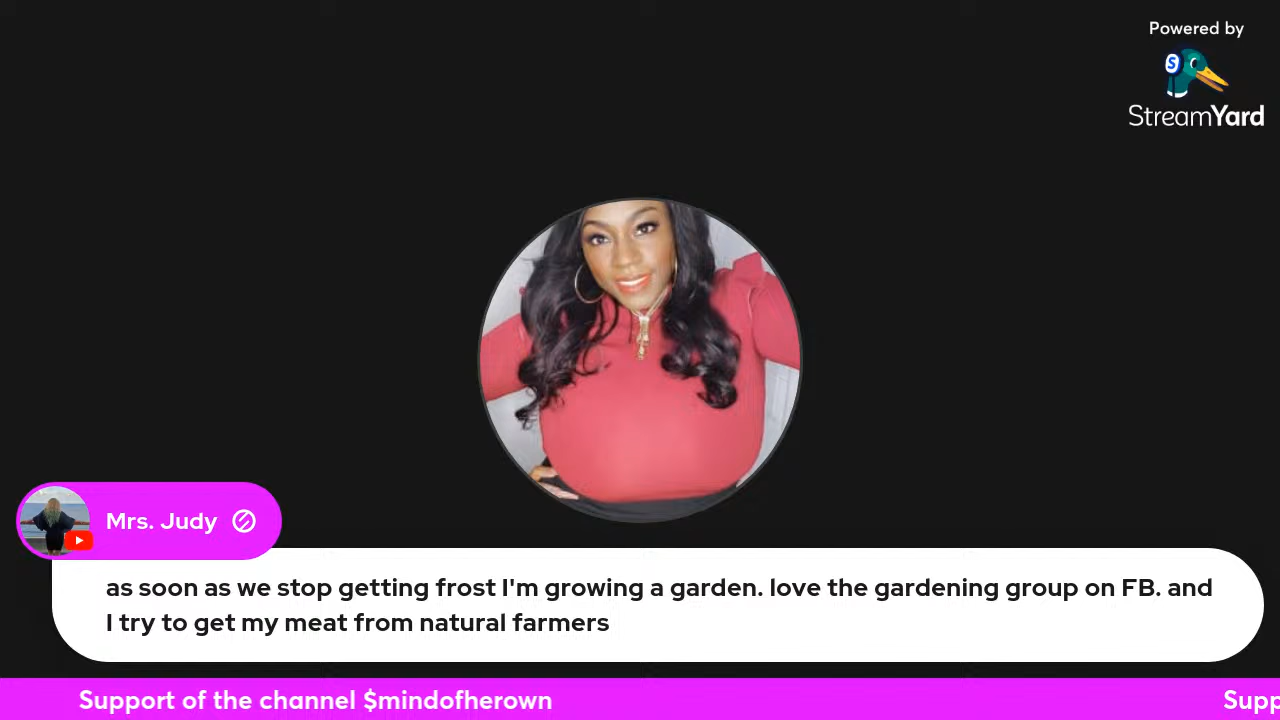 Powered by
S
StreamYard
Mrs. Judy
as soon as we stop getting frost I'm growing a garden. love the gardening group on FB. and
I try to get my meat from natural farmers
Support of the channel $mindofherown
Supp